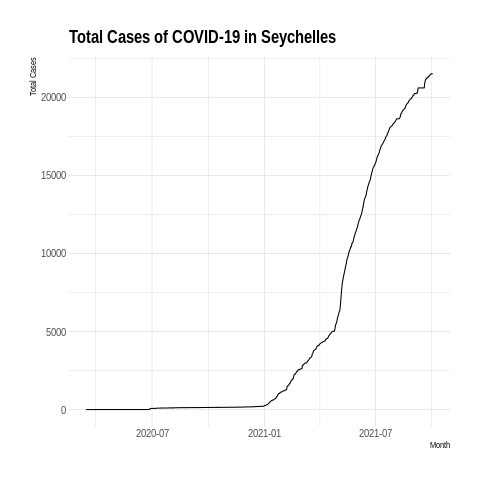 Total Cases of COVID-19 in Seychelles
Total Cases
20000
15000
10000
5000
0
2020-07
2021-01
2021-07
Month